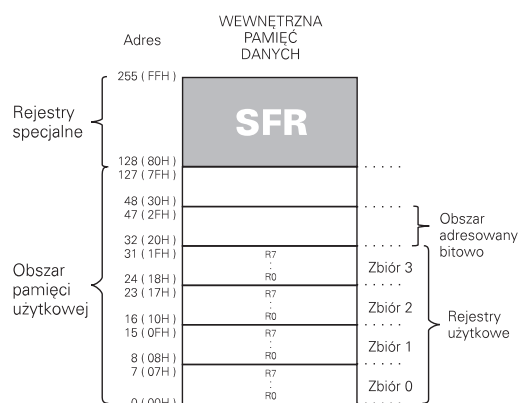 WEWNĘTRZNA
PAMIĘĆ
DANYCH
Adres
255 ( FFH )
Rejestry
specjalne
SFR
128 ( 80H )
127 ( 7FH )
48 ( 30H )
47 ( 2FH )
Obszar
adresowany
bitowo
32 ( 20H )
31 ( 1FH )
R7
:
R0
Zbiór 3
24 ( 18H )
23 ( 17H )
R7
:
R0
Zbiór 2
Obszar
pamięci
użytkowej
16 ( 10H )
15 ( 0FH )
R7
:
R0
Zbiór 1
Rejestry
użytkowe
8 ( 08H )
7 ( 07H )
R7
:
R0
Zbiór 0
0 ( 00H )